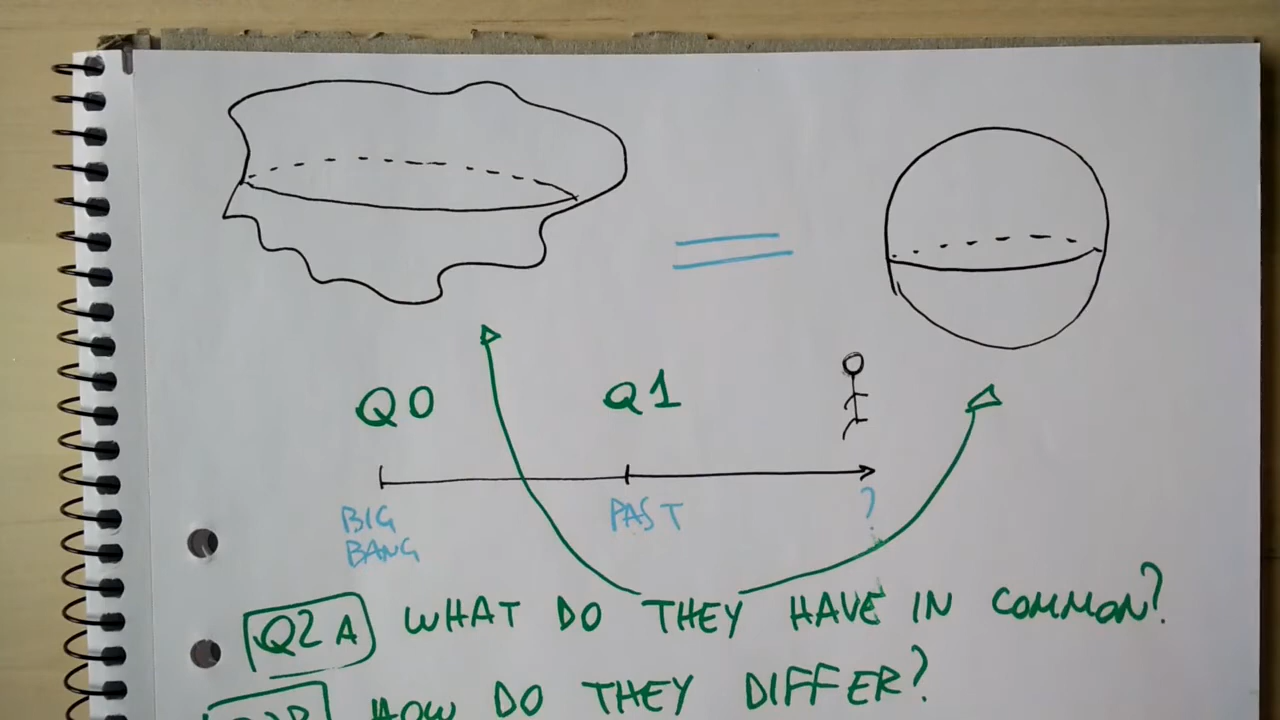 =
Q0 Q1
BIG
BANG
PAST
?
Q2A WHAT DO THEY HAVE IN COMMON?
HOW DO THEY DIFFER?